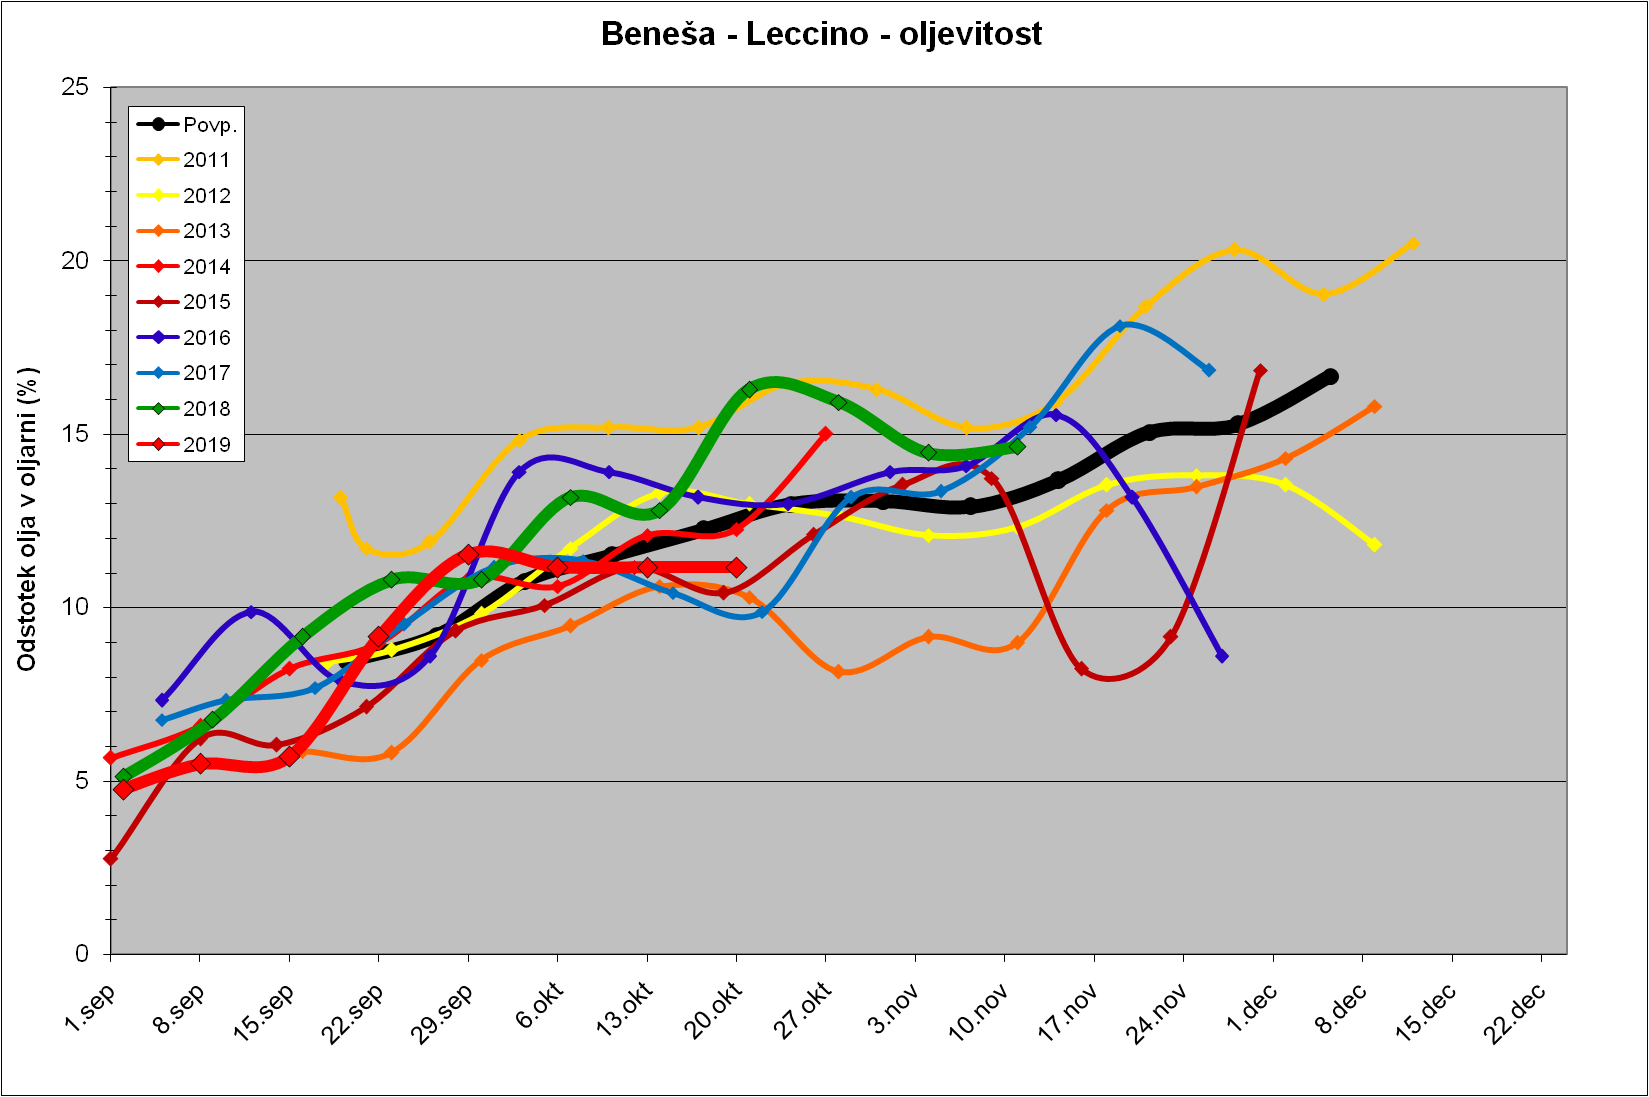 Beneša - Leccino - oljevitost
Odstotek olja v oljarni (%)
25
20
15
10
5
0
Povp.
2011
2012
2013
2014
2015
2016
2017
2018
2019
1.sep
8.sep
15.sep
22.sep
29.sep
6.okt
13.okt
20.okt
27.okt
3.nov
10.nov
17.nov
24.nov
1.dec
8.dec
15.dec
22.dec